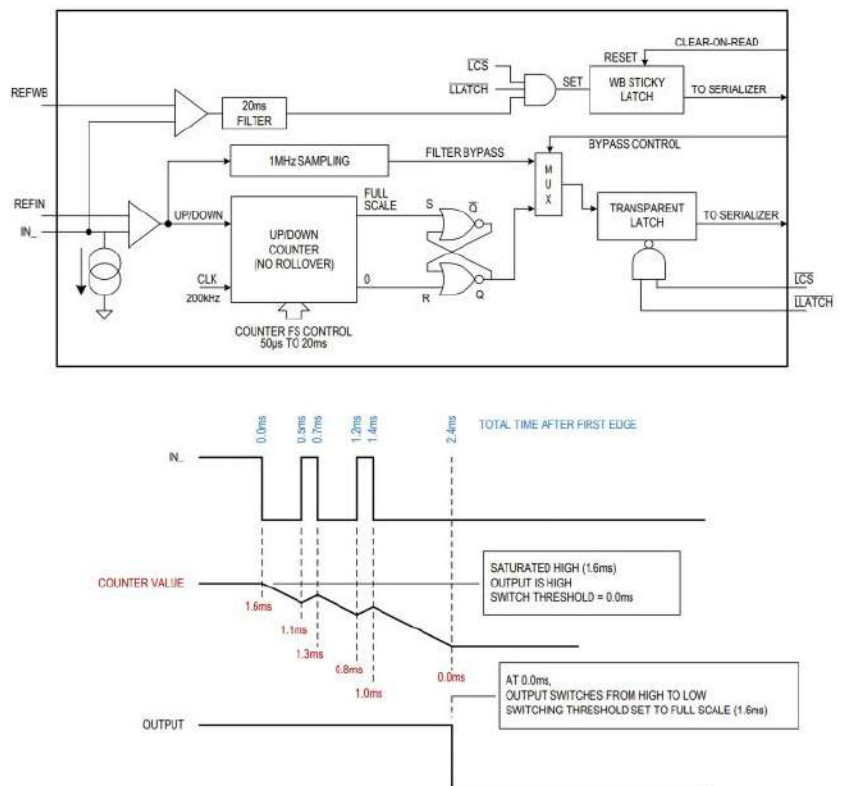 CLEAR-ON-READ
LCS
RESET
REFWB
20ms
FILTER
LLATCH
SET
WB STICKY
LATCH
TO SERIALIZER
1MHz SAMPLING
FILTER BYPASS
BYPASS CONTROL
M
U
X
REFIN
IN_
UP/DOWN
FULL
SCALE
S
Q
UP/DOWN
COUNTER
(NO ROLLOVER)
TRANSPARENT
LATCH
TO SERIALIZER
CLK
200kHz
0
R
Q
LCS
LLATCH
COUNTER FS CONTROL
50µs TO 20ms
0.0ms
0.5ms
0.7ms
1.2ms
1.4ms
2.4ms
TOTAL TIME AFTER FIRST EDGE
IN_
COUNTER VALUE
SATURATED HIGH (1.6ms)
OUTPUT IS HIGH
SWITCH THRESHOLD = 0.0ms
1.6ms
1.1ms
1.3ms
0.8ms
1.0ms
0.0ms
AT 0.0ms,
OUTPUT SWITCHES FROM HIGH TO LOW
SWITCHING THRESHOLD SET TO FULL SCALE (1.6ms)
OUTPUT